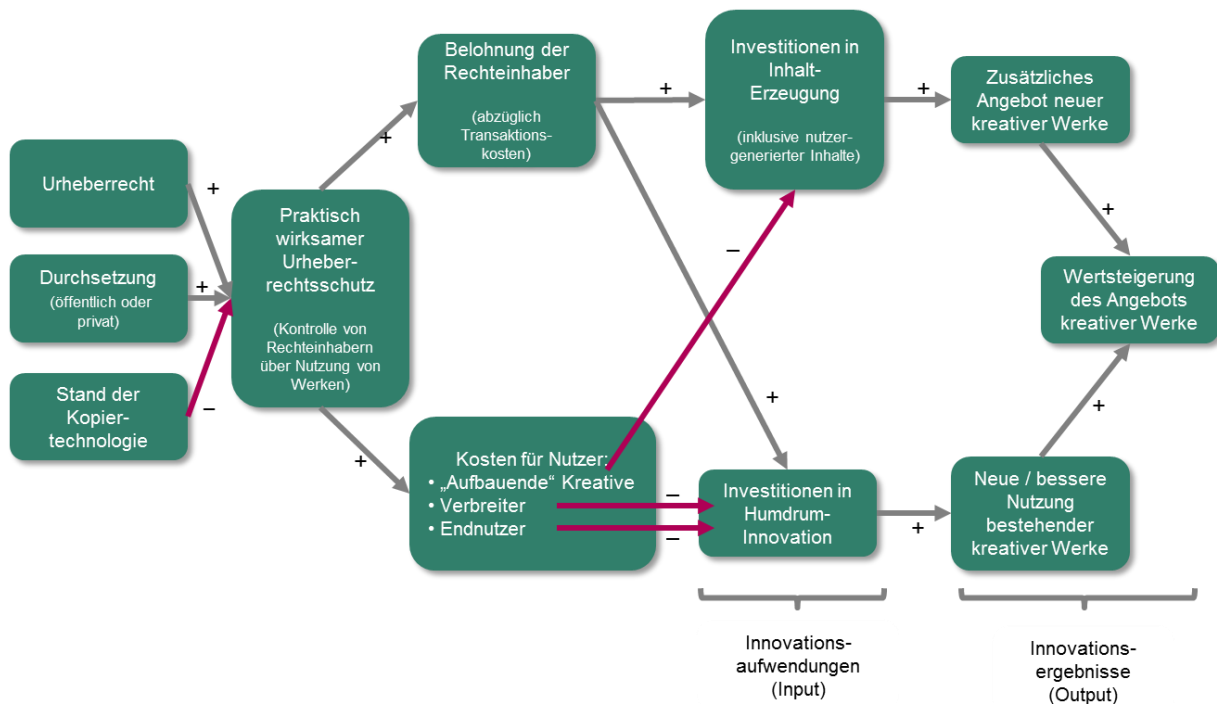 Urheberrecht
+
Durchsetzung
(öffentlich oder
privat)
+
Stand der
Kopier-
technologie
–
Praktisch
wirksamer
Urheber-
rechtsschutz
(Kontrolle von
Rechteinhabern
über Nutzung von
Werken)
+
+
Belohnung der
Rechteinhaber
(abzüglich
Transaktions-
kosten)
+
+
Kosten für Nutzer:
• „Aufbauende“ Kreative
• Verbreiter
• Endnutzer
–
–
–
Investitionen in
Inhalt-
Erzeugung
(inklusive nutzer-
generierter Inhalte)
+
Investitionen in
Humdrum-
Innovation
+
Zusätzliches
Angebot neuer
kreativer Werke
+
Wertsteigerung
des Angebots
kreativer Werke
+
Neue / bessere
Nutzung
bestehender
kreativer Werke
Innovations-
aufwendungen
(Input)
Innovations-
ergebnisse
(Output)